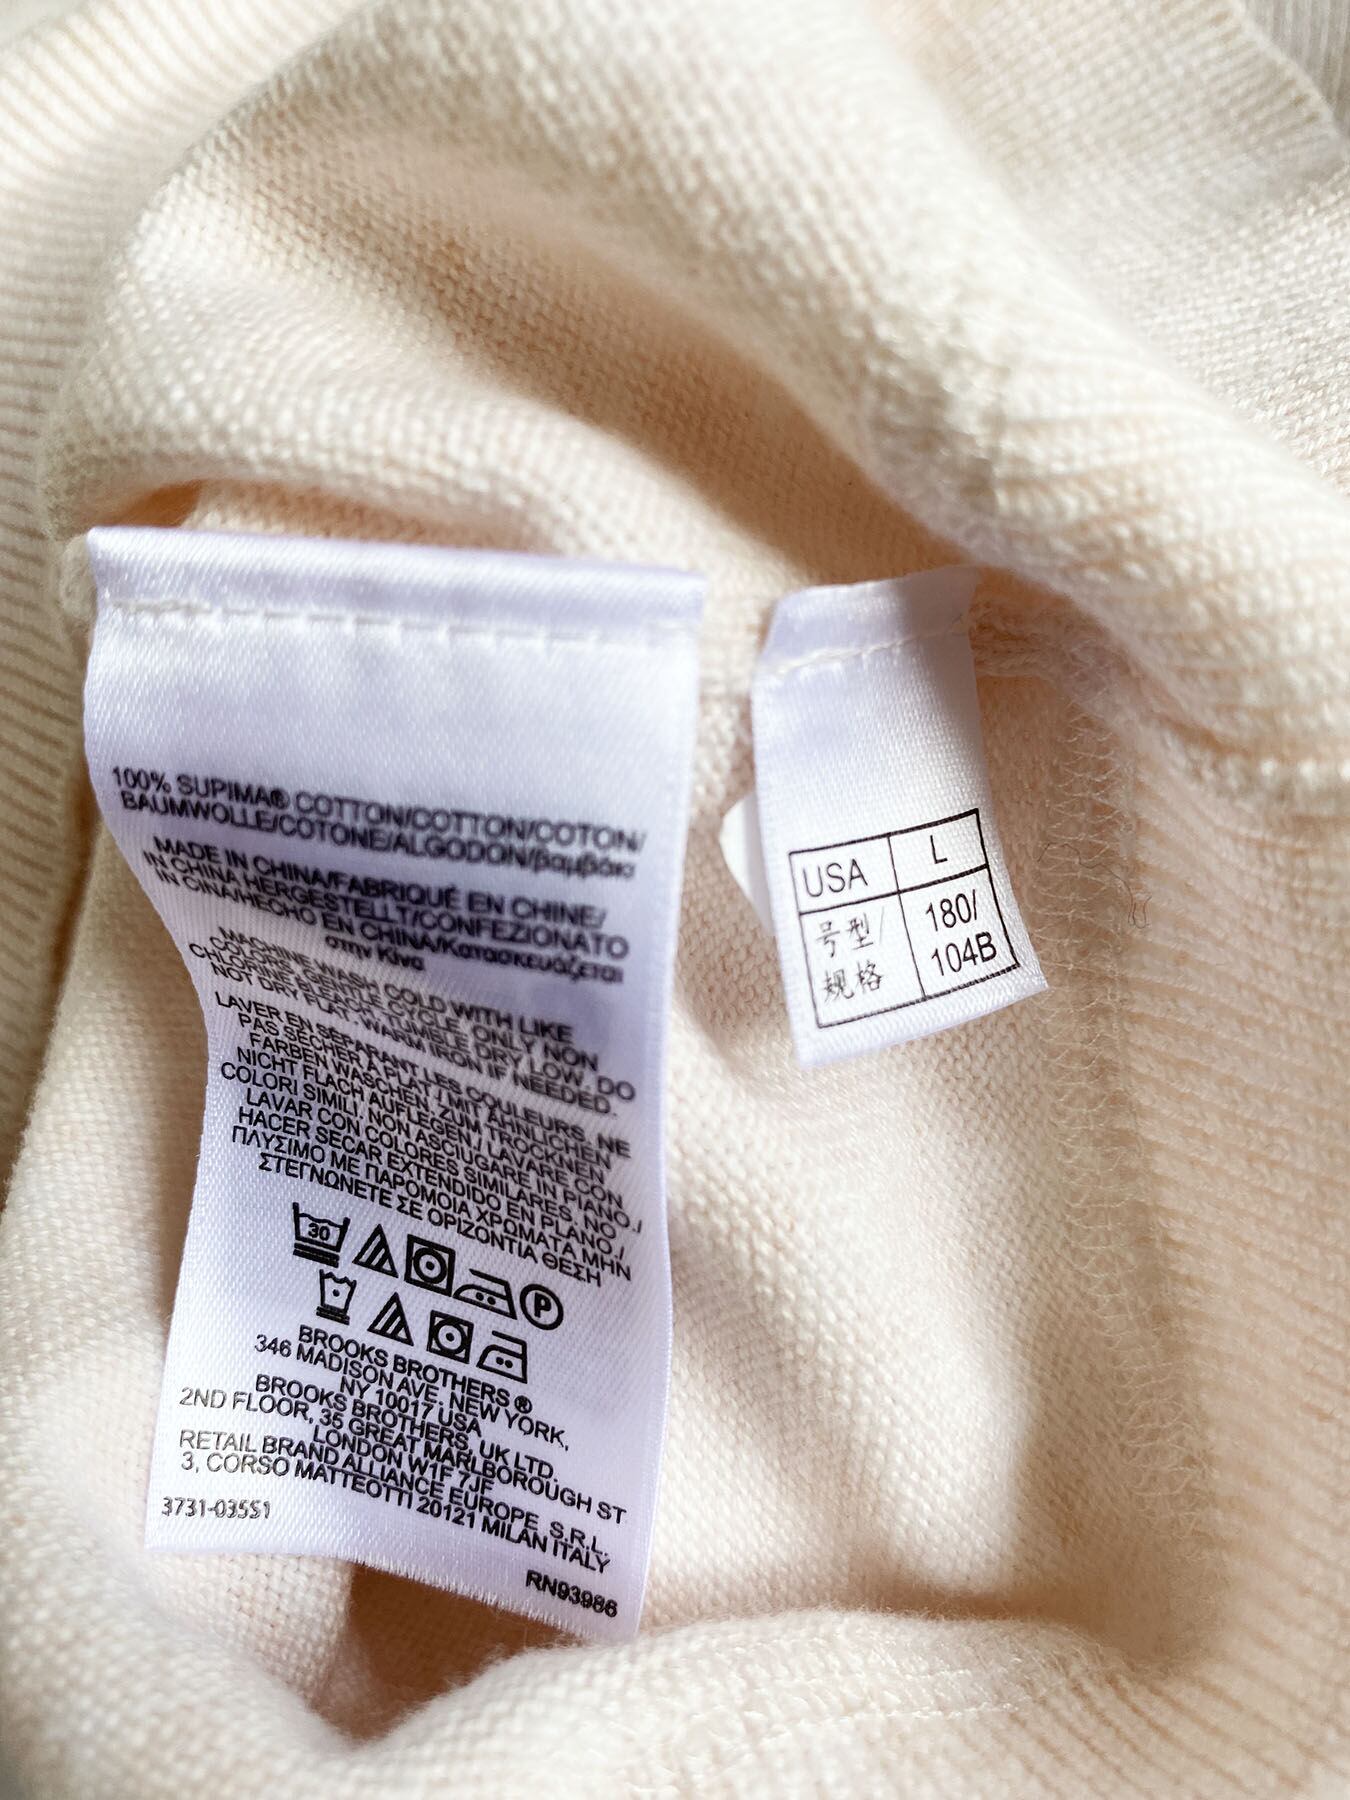 100% SUPIMA® COTTON/COTTON/COTON/
BAUMWOLLE/COTONE/ALGODON/βαμβάκι
MADE IN CHINA/FABRIQUÉ EN CHINE/
IN CHINA HERGESTELLT/CONFEZIONATO
IN CINA/HECHO EN CHINA/Κατασκευάζεται
στην Κίνα
MACHINE WASH COLD WITH LIKE
COLORS, GENTLE CYCLE, ONLY NON
CHLORINE BLEACH, TUMBLE DRY LOW. DO
NOT DRY FLAT - WARM IRON IF NEEDED.
LAVER EN SÉPARANT LES COULEURS. NE
PAS SÉCHER À PLAT / MIT ÄHNLICHEN
FARBEN WASCHEN. ZUM TROCKNEN
NICHT FLACH AUFLEGEN./ LAVARE CON
COLORI SIMILI. NON ASCIUGARE IN PIANO./
LAVAR CON COLORES SIMILARES. NO
HACER SECAR EXTENDIDO EN PLANO./
ΠΛΥΣΙΜΟ ΜΕ ΠΑΡΟΜΟΙΑ ΧΡΩΜΑΤΑ ΜΗΝ
ΣΤΕΓΝΩΝΕΤΕ ΣΕ ΟΡΙΖΟΝΤΙΑ ΘΕΣΗ
30 P
BROOKS BROTHERS ®
346 MADISON AVE. NEW YORK,
NY 10017 USA
BROOKS BROTHERS, UK LTD.
2ND FLOOR, 35 GREAT MARLBOROUGH ST
LONDON W1F 7JF
RETAIL BRAND ALLIANCE EUROPE S.R.L.
3, CORSO MATTEOTTI 20121 MILAN ITALY
3731-03551
RN93986
USA L
号型/ 180/
规格 104B